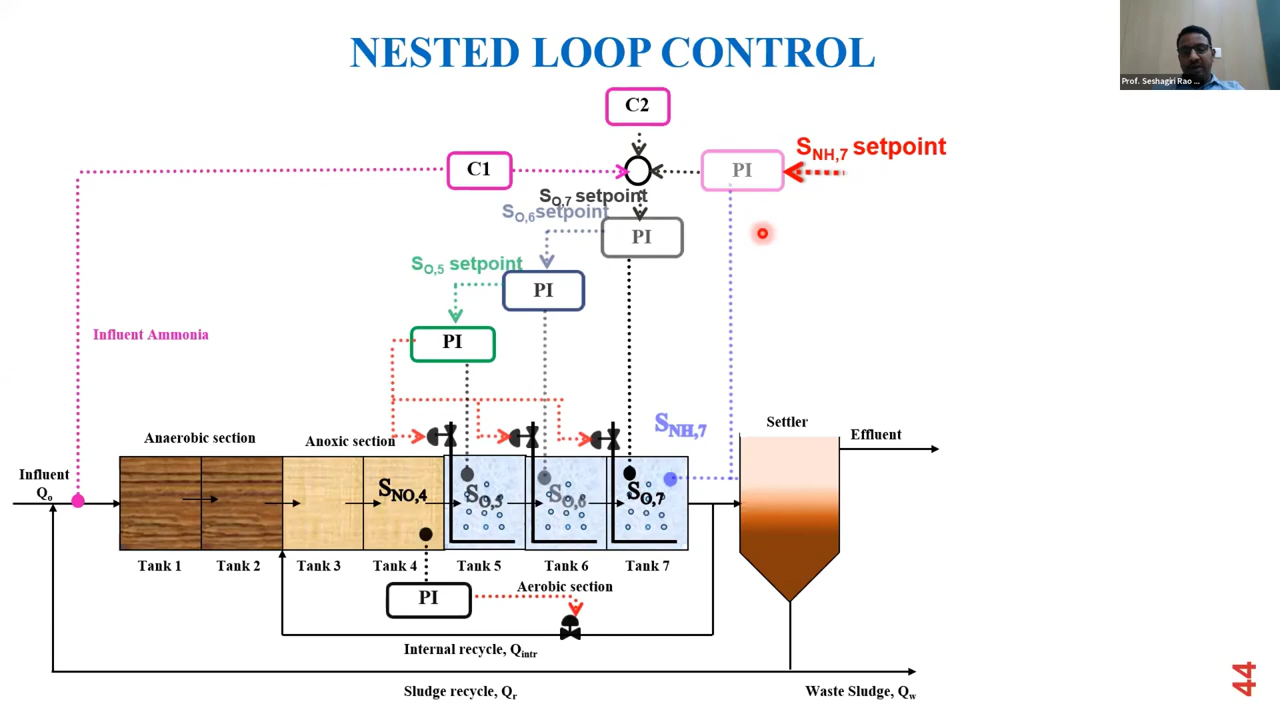 NESTED LOOP CONTROL
Prof. Seshagiri Rao ...
C2
S_NH,7 setpoint
C1
PI
S_O,7 setpoint
S_O,6 setpoint
PI
S_O,5 setpoint
PI
Influent Ammonia
PI
S_NH,7
Settler
Anaerobic section
Anoxic section
Effluent
Influent
Q_o
S_NO,4
S_O,5
S_O,6
S_O,7
Tank 1
Tank 2
Tank 3
Tank 4
Tank 5
Tank 6
Tank 7
Aerobic section
PI
Internal recycle, Q_intr
Sludge recycle, Q_r
Waste Sludge, Q_w
44